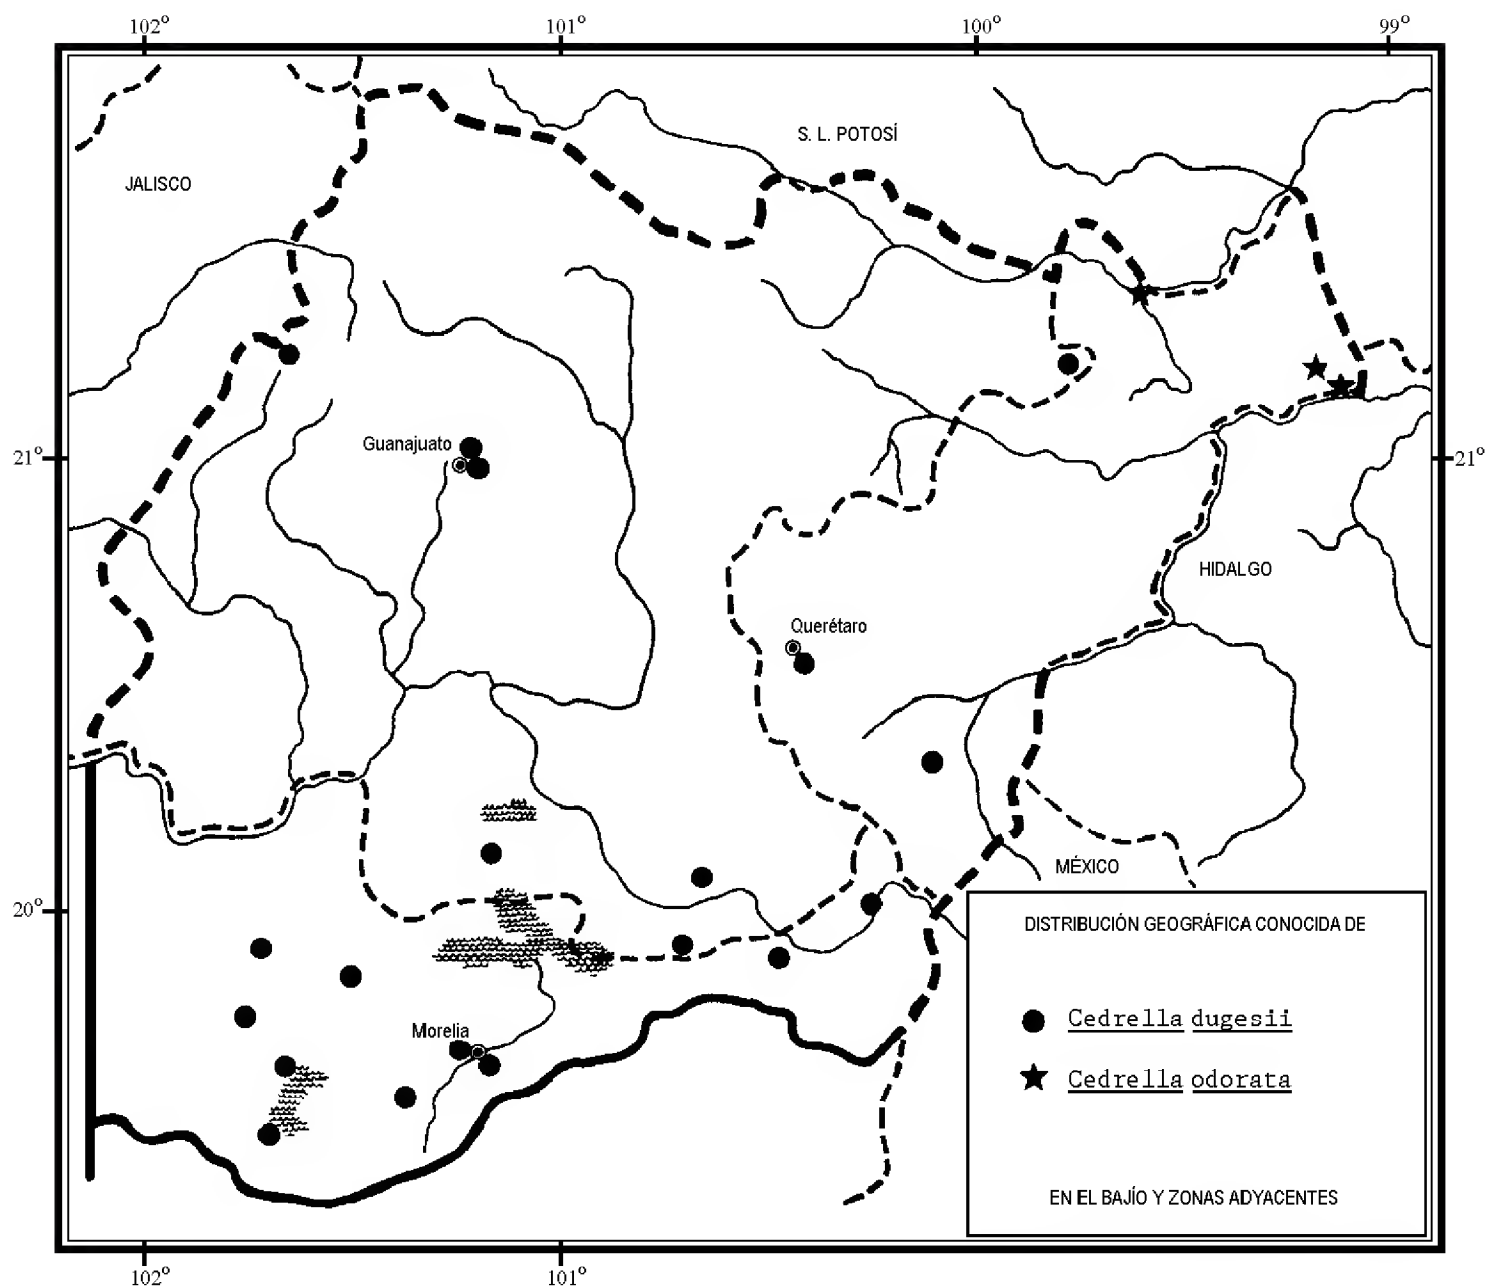 102° 101° 100° 99°
S. L. POTOSÍ
JALISCO
Guanajuato
21° 21°
HIDALGO
Querétaro
MÉXICO
20°
DISTRIBUCIÓN GEOGRÁFICA CONOCIDA DE
Cedrella dugesii
Morelia
Cedrella odorata
EN EL BAJÍO Y ZONAS ADYACENTES
102° 101°